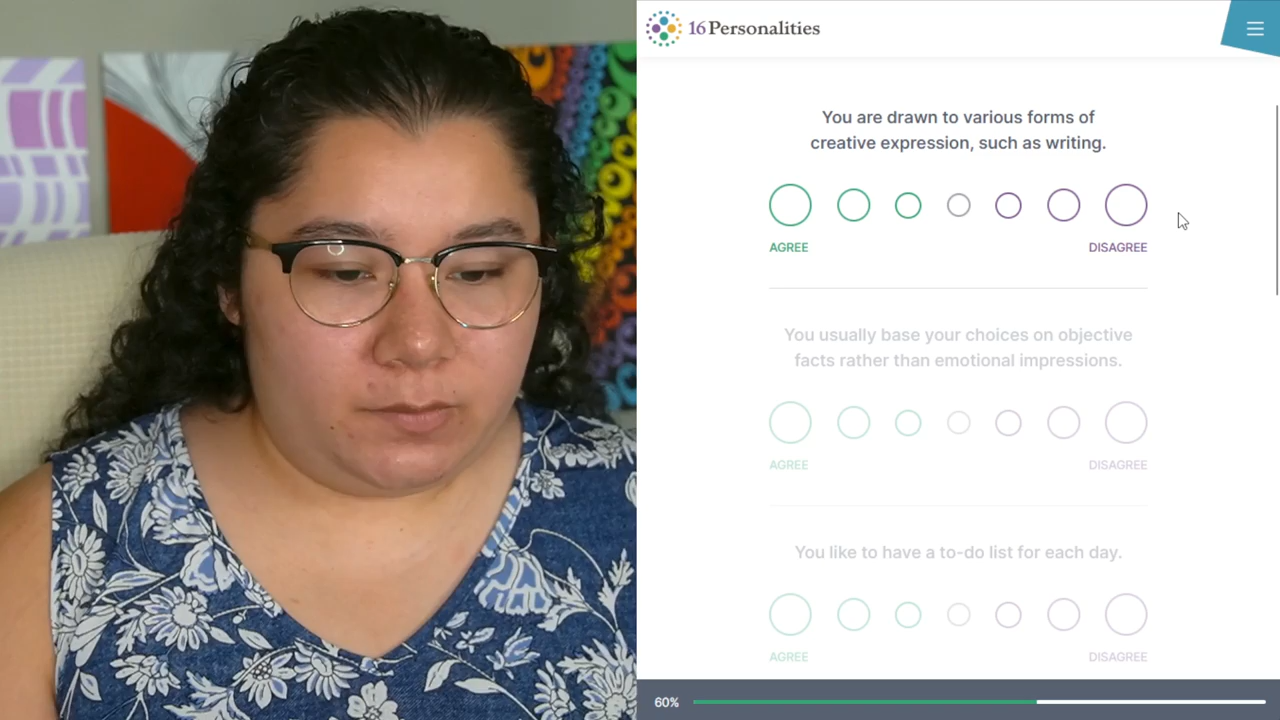 16Personalities
You are drawn to various forms of
creative expression, such as writing.
AGREE
DISAGREE
You usually base your choices on objective
facts rather than emotional impressions.
AGREE
DISAGREE
You like to have a to-do list for each day.
AGREE
DISAGREE
60%